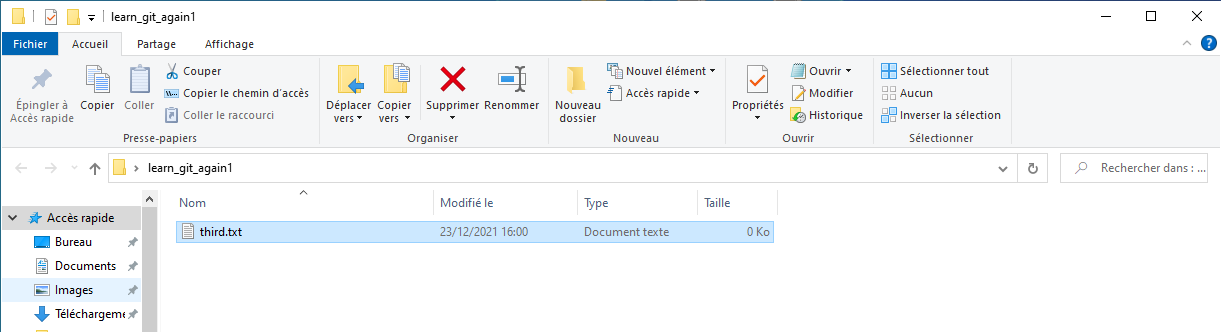 learn_git_again1
Fichier Accueil Partage Affichage
Épingler à Accès rapide
Copier
Coller
Couper
Copier le chemin d'accès
Coller le raccourci
Presse-papiers
Déplacer vers
Copier vers
Supprimer
Renommer
Organiser
Nouveau dossier
Nouvel élément
Accès rapide
Nouveau
Propriétés
Ouvrir
Modifier
Historique
Ouvrir
Sélectionner tout
Aucun
Inverser la sélection
Sélectionner
learn_git_again1
Rechercher dans : ...
Nom Modifié le Type Taille
third.txt 23/12/2021 16:00 Document texte 0 Ko
Accès rapide
Bureau
Documents
Images
Téléchargeme